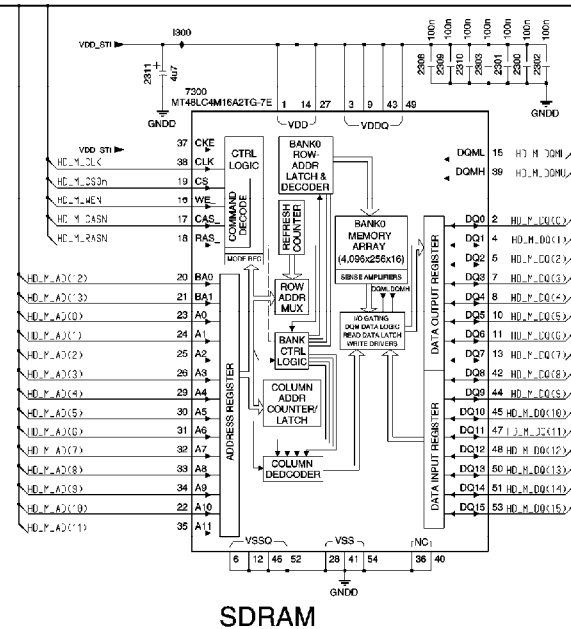 VDD_STI
I300
2311
4u7
GNDD
100n 100n 100n 100n 100n 100n
2308 2309 2310 2303 2301 2300 2302
GNDD
7300
MT48LC4M16A2TG-7E
1 14 27 3 9 43 49
VDD VDDQ
VDD_STI
37 CKE
HD_M_CLK 38 CLK
HD_M_CS0n 19 CS
HD_M_WEN 16 WE_
HD_M_CASN 17 CAS_
HD_M_RASN 18 RAS_
CTRL LOGIC
COMMAND DECODE
MODE REG
BANK0 ROW-ADDR LATCH & DECODER
REFRESH COUNTER
BANK0 MEMORY ARRAY (4,096x256x16)
SENSE AMPLIFIERS
DQML DQMH
ROW ADDR MUX
I/O GATING DQM DATA LOGIC READ DATA LATCH WRITE DRIVERS
BANK CTRL LOGIC
COLUMN ADDR COUNTER/ LATCH
COLUMN DEDCODER
ADDRESS REGISTER
DATA OUTPUT REGISTER
DATA INPUT REGISTER
HD_M_AD(12) 20 BA0
HD_M_AD(13) 21 BA1
HD_M_AD(0) 23 A0
HD_M_AD(1) 24 A1
HD_M_AD(2) 25 A2
HD_M_AD(3) 26 A3
HD_M_AD(4) 29 A4
HD_M_AD(5) 30 A5
HD_M_AD(6) 31 A6
HD_M_AD(7) 32 A7
HD_M_AD(8) 33 A8
HD_M_AD(9) 34 A9
HD_M_AD(10) 22 A10
HD_M_AD(11) 35 A11
DQML 15 HD_M_DQML
DQMH 39 HD_M_DQMU
DQ0 2 HD_M_DQ(0)
DQ1 4 HD_M_DQ(1)
DQ2 5 HD_M_DQ(2)
DQ3 7 HD_M_DQ(3)
DQ4 8 HD_M_DQ(4)
DQ5 10 HD_M_DQ(5)
DQ6 11 HD_M_DQ(6)
DQ7 13 HD_M_DQ(7)
DQ8 42 HD_M_DQ(8)
DQ9 44 HD_M_DQ(9)
DQ10 45 HD_M_DQ(10)
DQ11 47 HD_M_DQ(11)
DQ12 48 HD_M_DQ(12)
DQ13 50 HD_M_DQ(13)
DQ14 51 HD_M_DQ(14)
DQ15 53 HD_M_DQ(15)
VSSQ VSS NC
6 12 46 52 28 41 54 36 40
GNDD
SDRAM